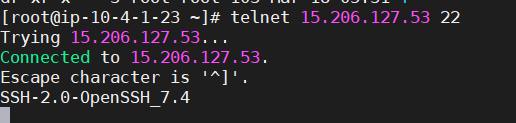 [root@ip-10-4-1-23 ~]# telnet 15.206.127.53 22
Trying 15.206.127.53...
Connected to 15.206.127.53.
Escape character is '^]'.
SSH-2.0-OpenSSH_7.4